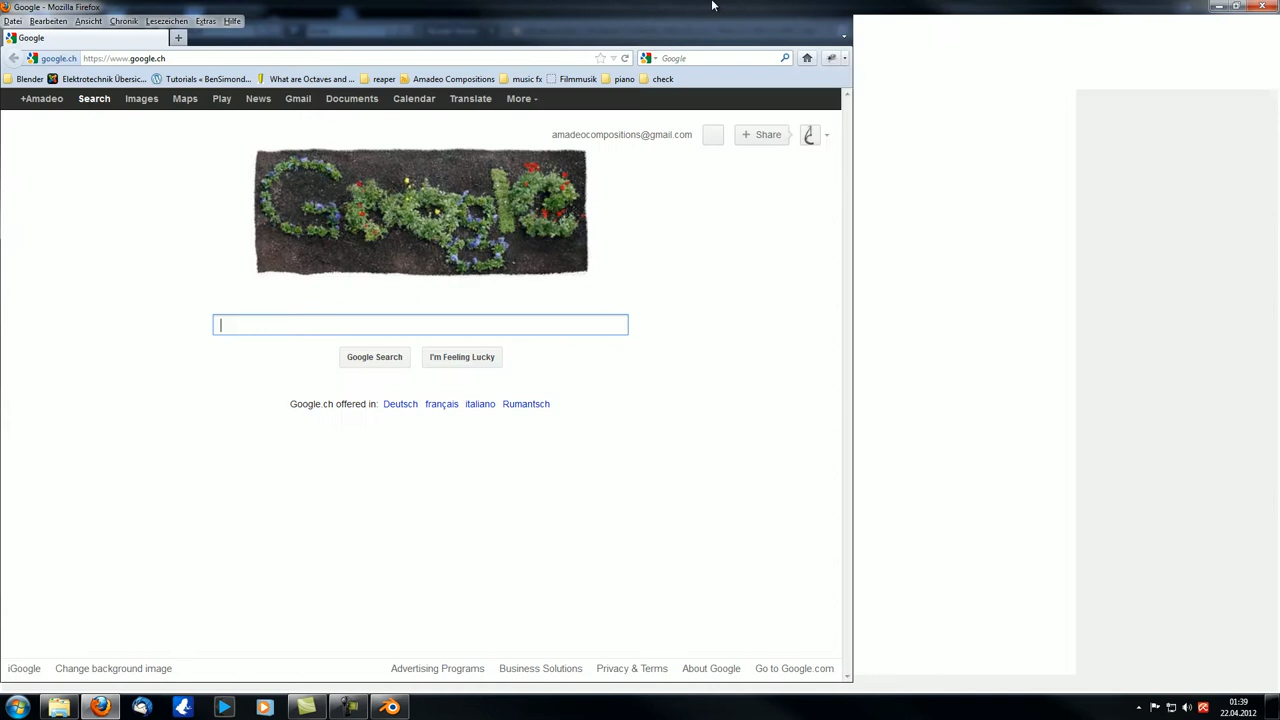 Google - Mozilla Firefox
Datei Bearbeiten Ansicht Chronik Lesezeichen Extras Hilfe
Google
google.ch https://www.google.ch Google
Blender Elektrotechnik Übersic... Tutorials « BenSimond... What are Octaves and ... reaper Amadeo Compositions music fx Filmmusik piano check
+Amadeo Search Images Maps Play News Gmail Documents Calendar Translate More
amadeocompositions@gmail.com + Share
Google
Google Search I'm Feeling Lucky
Google.ch offered in: Deutsch français italiano Rumantsch
iGoogle Change background image Advertising Programs Business Solutions Privacy & Terms About Google Go to Google.com
01:39
22.04.2012